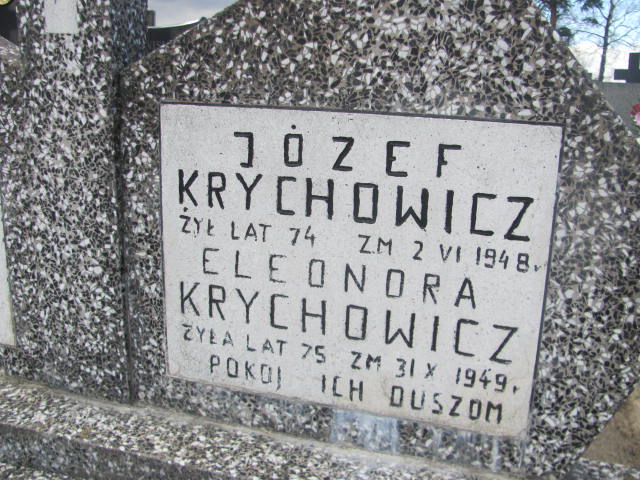 JÓZEF
KRYCHOWICZ
ŻYŁ LAT 74 ZM 2 VI 1948 r
ELEONORA
KRYCHOWICZ
ŻYŁA LAT 75 ZM 31 X 1949 r
POKOJ ICH DUSZOM